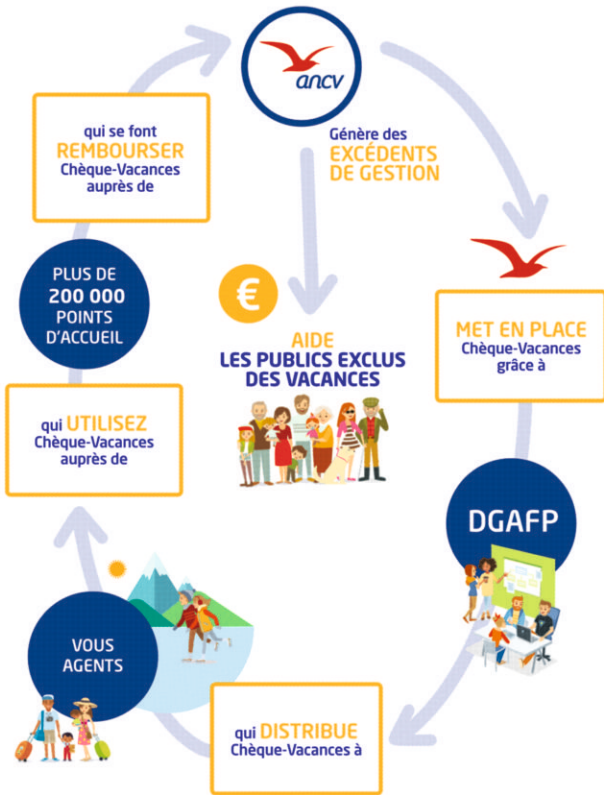 ancv
Génère des
EXCÉDENTS
DE GESTION
AIDE
LES PUBLICS EXCLUS
DES VACANCES
€
MET EN PLACE
Chèque-Vacances
grâce à
DGAFP
qui DISTRIBUE
Chèque-Vacances à
VOUS
AGENTS
qui UTILISEZ
Chèque-Vacances
auprès de
PLUS DE
200 000
POINTS
D'ACCUEIL
qui se font
REMBOURSER
Chèque-Vacances
auprès de